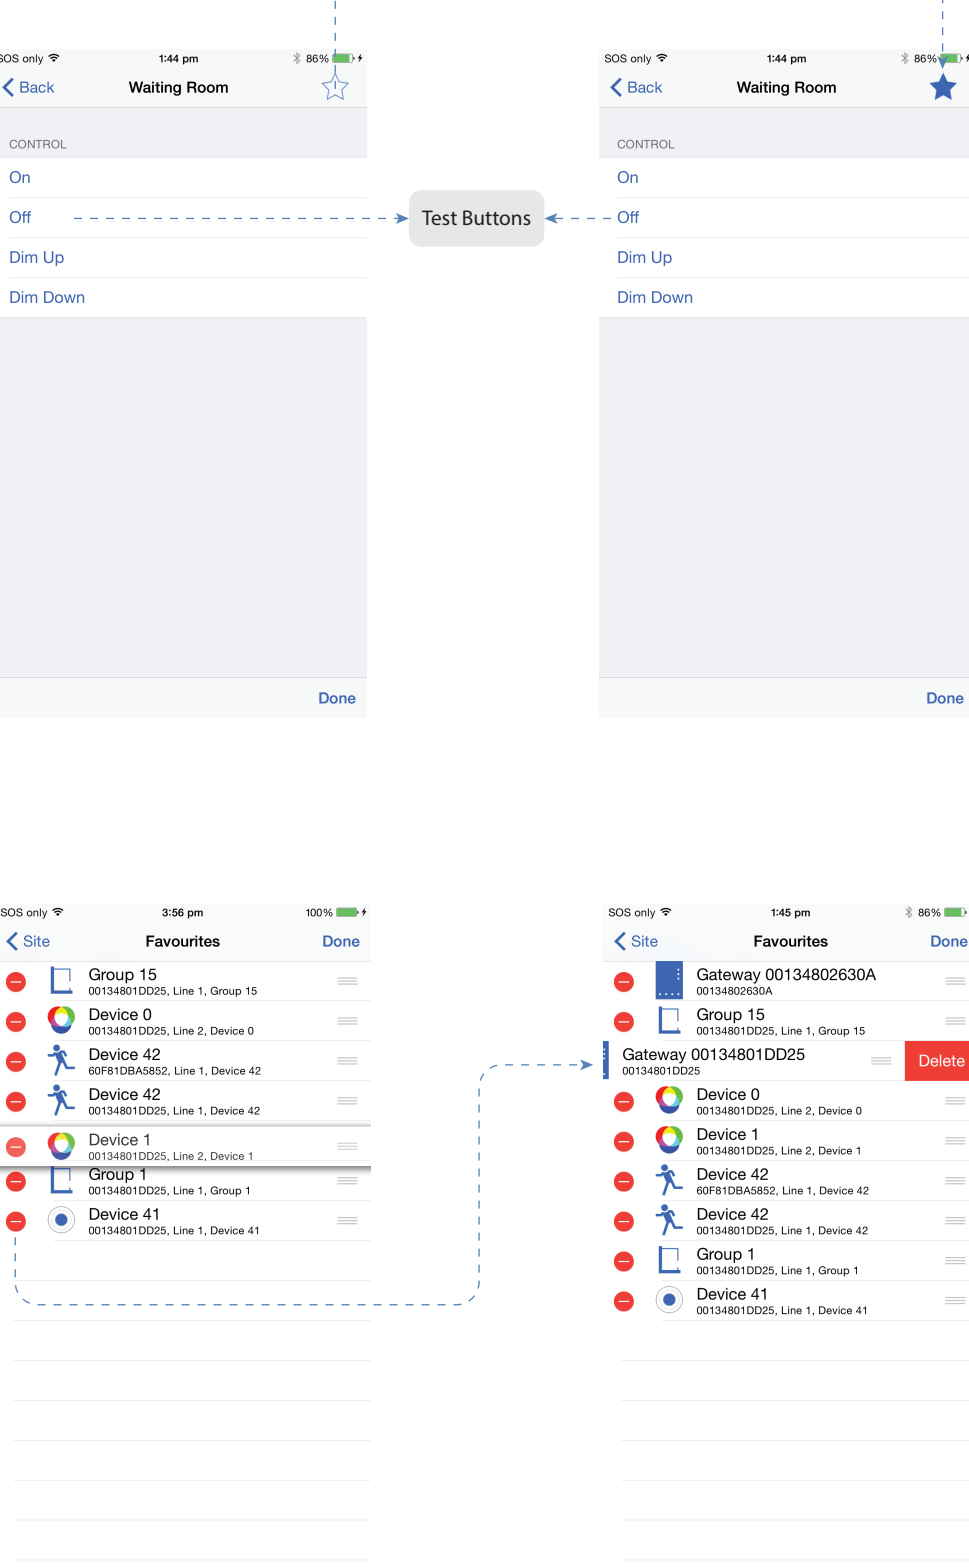 SOS only 1:44 pm 86%
Back Waiting Room
CONTROL
On
Off
Dim Up
Dim Down
Done
Test Buttons
SOS only 1:44 pm 86%
Back Waiting Room
CONTROL
On
Off
Dim Up
Dim Down
Done
SOS only 3:56 pm 100%
Site Favourites Done
Group 15
00134801DD25, Line 1, Group 15
Device 0
00134801DD25, Line 2, Device 0
Device 42
60F81DBA5852, Line 1, Device 42
Device 42
00134801DD25, Line 1, Device 42
Device 1
00134801DD25, Line 2, Device 1
Group 1
00134801DD25, Line 1, Group 1
Device 41
00134801DD25, Line 1, Device 41
SOS only 1:45 pm 86%
Site Favourites Done
Gateway 00134802630A
00134802630A
Group 15
00134801DD25, Line 1, Group 15
Gateway 00134801DD25 Delete
00134801DD25
Device 0
00134801DD25, Line 2, Device 0
Device 1
00134801DD25, Line 2, Device 1
Device 42
60F81DBA5852, Line 1, Device 42
Device 42
00134801DD25, Line 1, Device 42
Group 1
00134801DD25, Line 1, Group 1
Device 41
00134801DD25, Line 1, Device 41